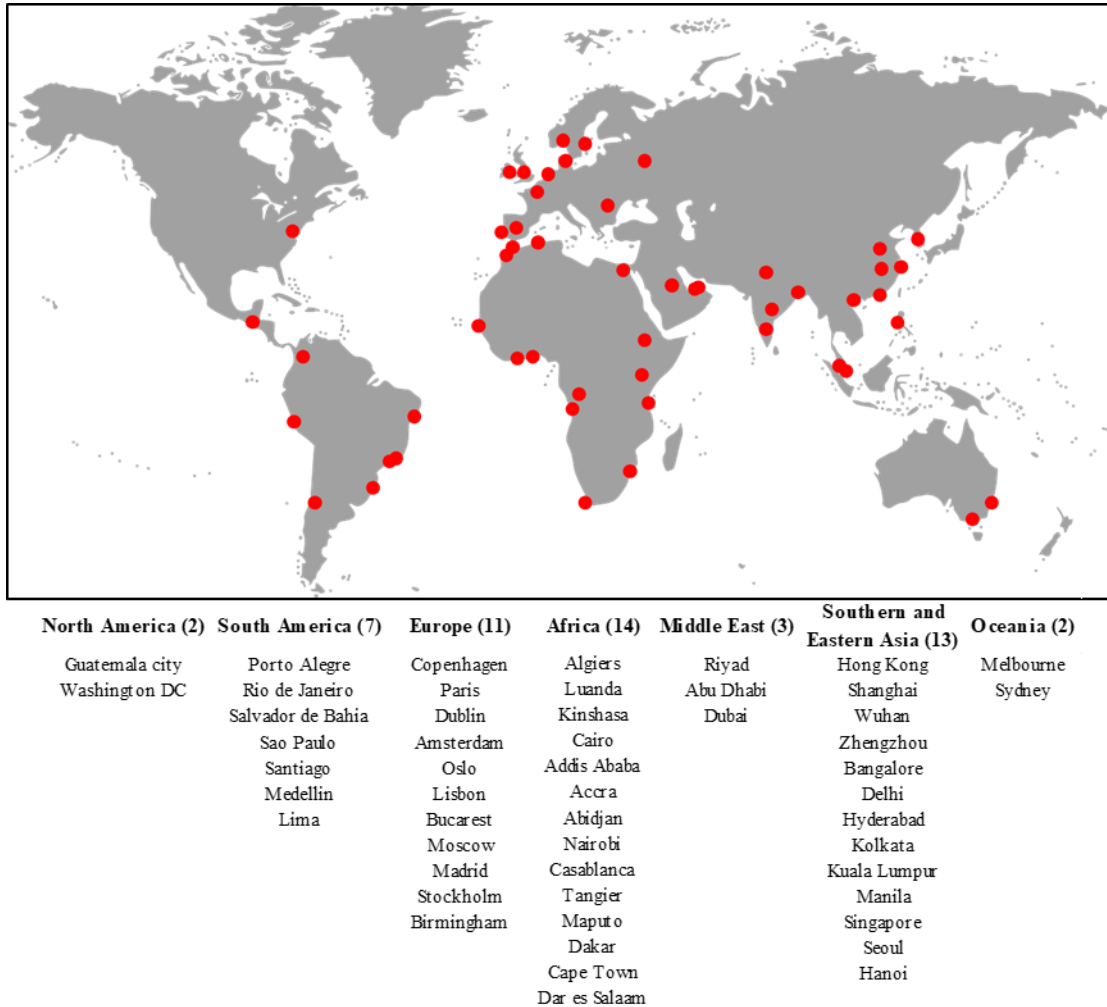 North America (2)
Guatemala city
Washington DC
South America (7)
Porto Alegre
Rio de Janeiro
Salvador de Bahia
Sao Paulo
Santiago
Medellin
Lima
Europe (11)
Copenhagen
Paris
Dublin
Amsterdam
Oslo
Lisbon
Bucarest
Moscow
Madrid
Stockholm
Birmingham
Africa (14)
Algiers
Luanda
Kinshasa
Cairo
Addis Ababa
Accra
Abidjan
Nairobi
Casablanca
Tangier
Maputo
Dakar
Cape Town
Dar es Salaam
Middle East (3)
Riyad
Abu Dhabi
Dubai
Southern and
Eastern Asia (13)
Hong Kong
Shanghai
Wuhan
Zhengzhou
Bangalore
Delhi
Hyderabad
Kolkata
Kuala Lumpur
Manila
Singapore
Seoul
Hanoi
Oceania (2)
Melbourne
Sydney